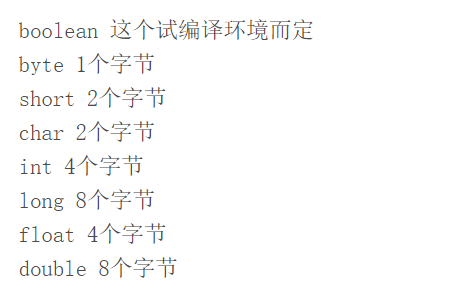 boolean 这个试编译环境而定
byte 1个字节
short 2个字节
char 2个字节
int 4个字节
long 8个字节
float 4个字节
double 8个字节